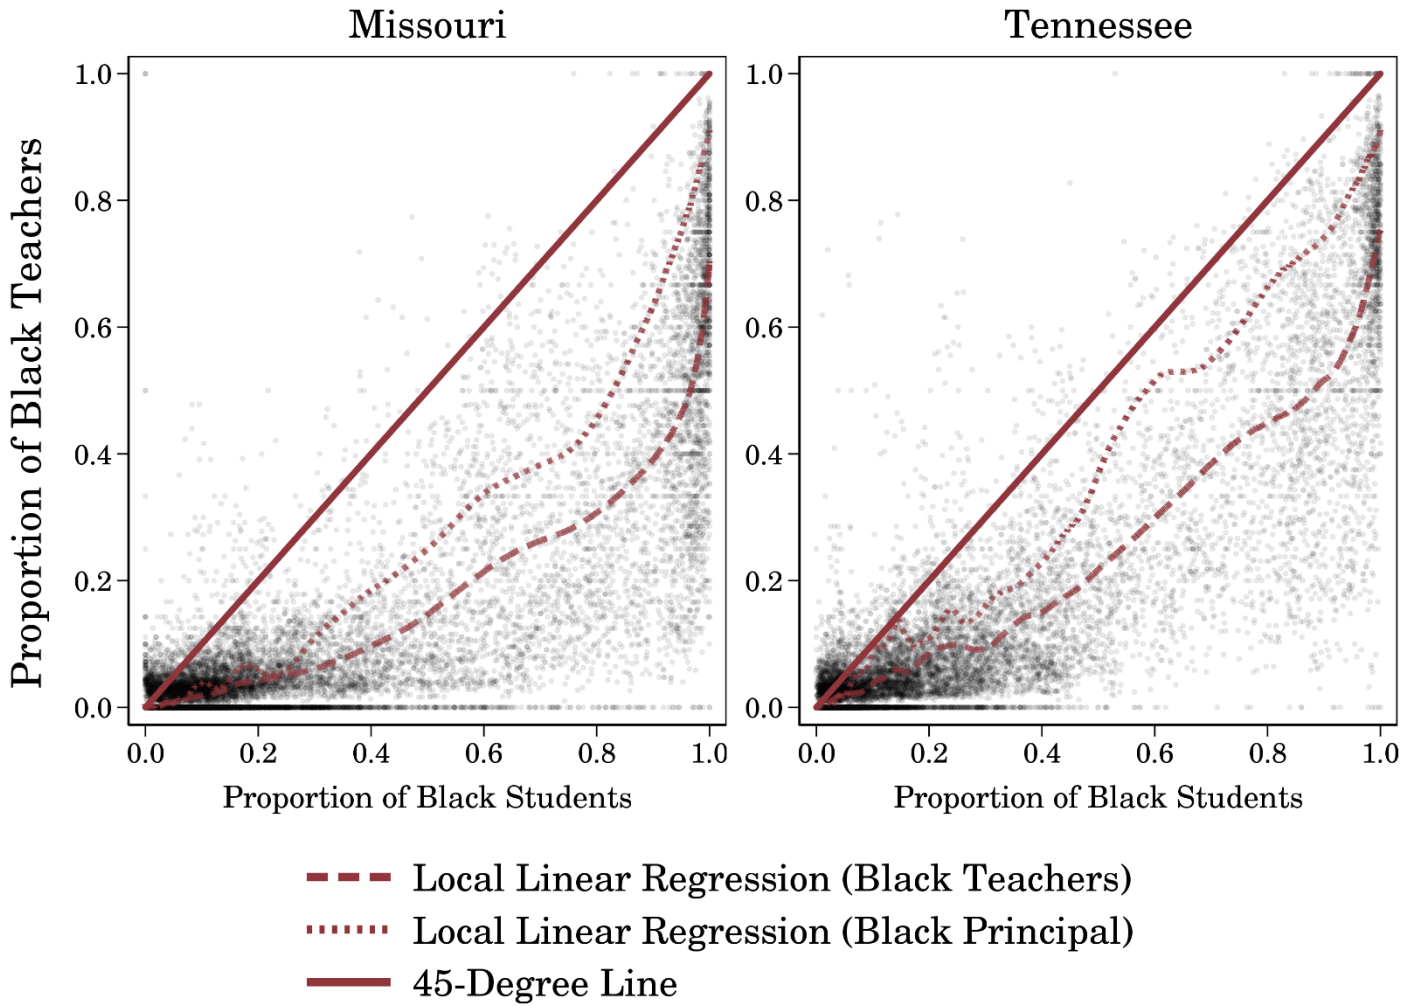 Missouri
Tennessee
Proportion of Black Teachers
1.0
0.8
0.6
0.4
0.2
0.0
0.0 0.2 0.4 0.6 0.8 1.0
Proportion of Black Students
1.0
0.8
0.6
0.4
0.2
0.0
0.0 0.2 0.4 0.6 0.8 1.0
Proportion of Black Students
Local Linear Regression (Black Teachers)
Local Linear Regression (Black Principal)
45-Degree Line